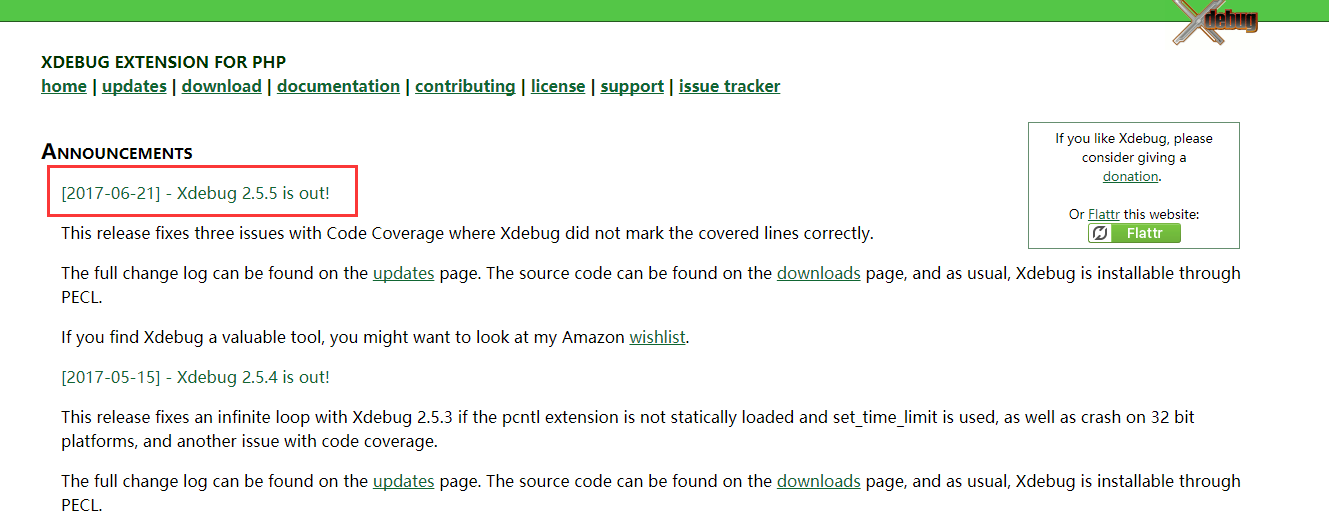 Xdebug
XDEBUG EXTENSION FOR PHP
home | updates | download | documentation | contributing | license | support | issue tracker
If you like Xdebug, please
consider giving a
donation.
Or Flattr this website:
Flattr
ANNOUNCEMENTS
[2017-06-21] - Xdebug 2.5.5 is out!
This release fixes three issues with Code Coverage where Xdebug did not mark the covered lines correctly.
The full change log can be found on the updates page. The source code can be found on the downloads page, and as usual, Xdebug is installable through
PECL.
If you find Xdebug a valuable tool, you might want to look at my Amazon wishlist.
[2017-05-15] - Xdebug 2.5.4 is out!
This release fixes an infinite loop with Xdebug 2.5.3 if the pcntl extension is not statically loaded and set_time_limit is used, as well as crash on 32 bit
platforms, and another issue with code coverage.
The full change log can be found on the updates page. The source code can be found on the downloads page, and as usual, Xdebug is installable through
PECL.